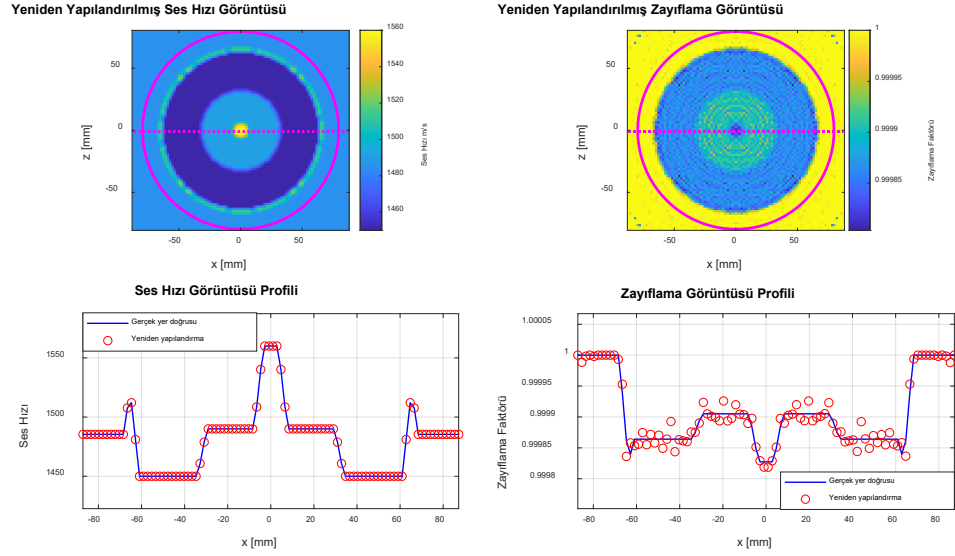 Yeniden Yapılandırılmış Ses Hızı Görüntüsü
1560
1540
1520
1500
1480
1460
Ses Hızı m/s
50
0
-50
z [mm]
-50
0
50
x [mm]
Yeniden Yapılandırılmış Zayıflama Görüntüsü
1
0.99995
0.9999
0.99985
Zayıflama Faktörü
50
0
-50
z [mm]
-50
0
50
x [mm]
Ses Hızı Görüntüsü Profili
Gerçek yer doğrusu
Yeniden yapılandırma
1550
1500
1450
Ses Hızı
-80
-60
-40
-20
0
20
40
60
80
x [mm]
Zayıflama Görüntüsü Profili
1.00005
1
0.99995
0.9999
0.99985
0.9998
Zayıflama Faktörü
Gerçek yer doğrusu
Yeniden yapılandırma
-80
-60
-40
-20
0
20
40
60
80
x [mm]